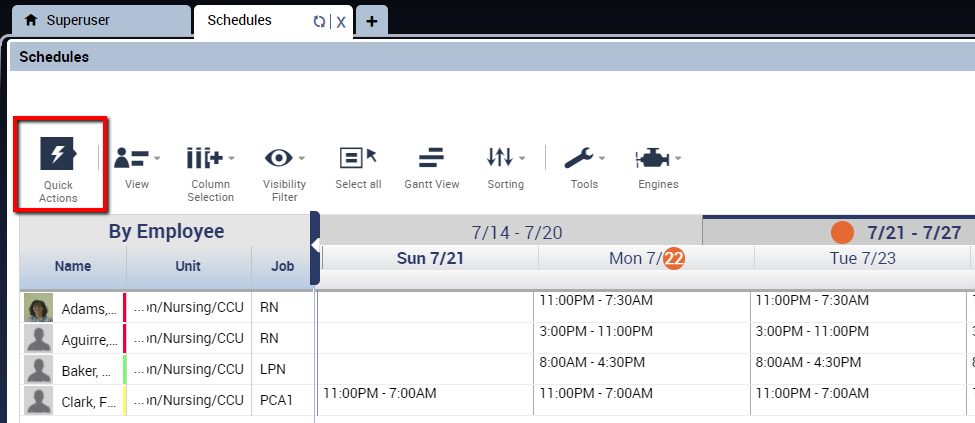 Superuser
Schedules X
+
Schedules
Quick Actions
View
Column Selection
Visibility Filter
Select all
Gantt View
Sorting
Tools
Engines
By Employee 7/14 - 7/20 7/21 - 7/27
Name Unit Job Sun 7/21 Mon 7/22 Tue 7/23
Adams,... ...on/Nursing/CCU RN 11:00PM - 7:30AM 11:00PM - 7:30AM
Aguirre,... ...on/Nursing/CCU RN 3:00PM - 11:00PM 3:00PM - 11:00PM
Baker, ... ...on/Nursing/CCU LPN 8:00AM - 4:30PM 8:00AM - 4:30PM
Clark, F... ...on/Nursing/CCU PCA1 11:00PM - 7:00AM 11:00PM - 7:00AM 11:00PM - 7:00AM